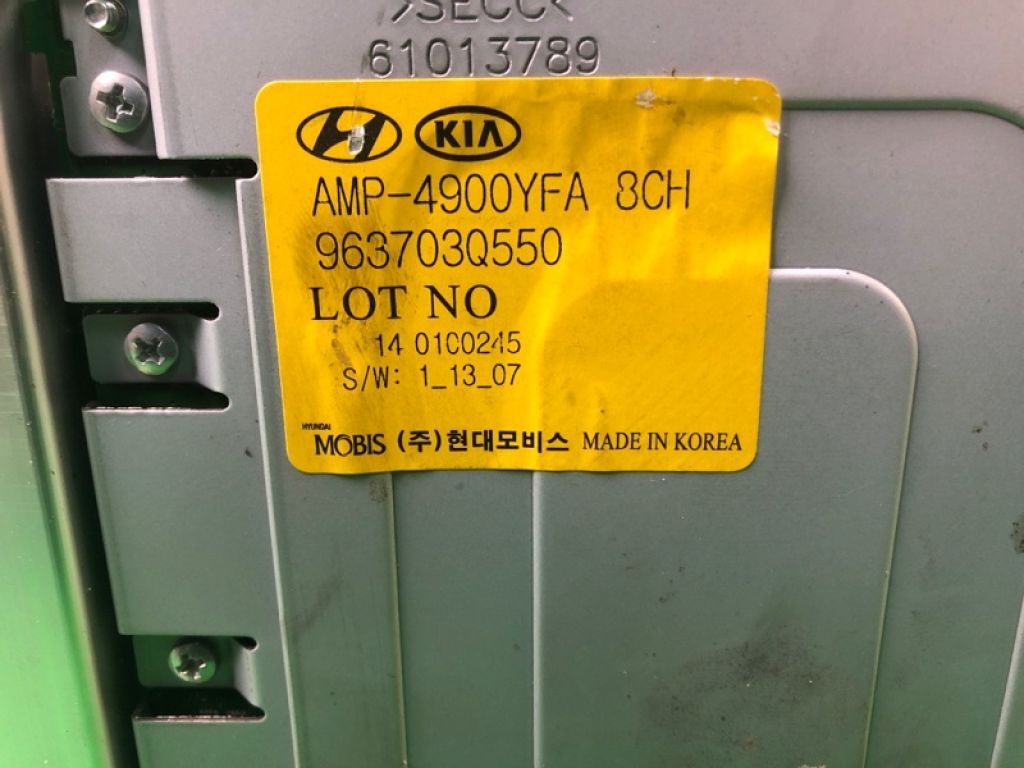 >SECC<
61013789
KIA
AMP-4900YFA 8CH
963703Q550
LOT NO
14 0100245
S/W: 1_13_07
HYUNDAI
MOBIS (주)현대모비스 MADE IN KOREA